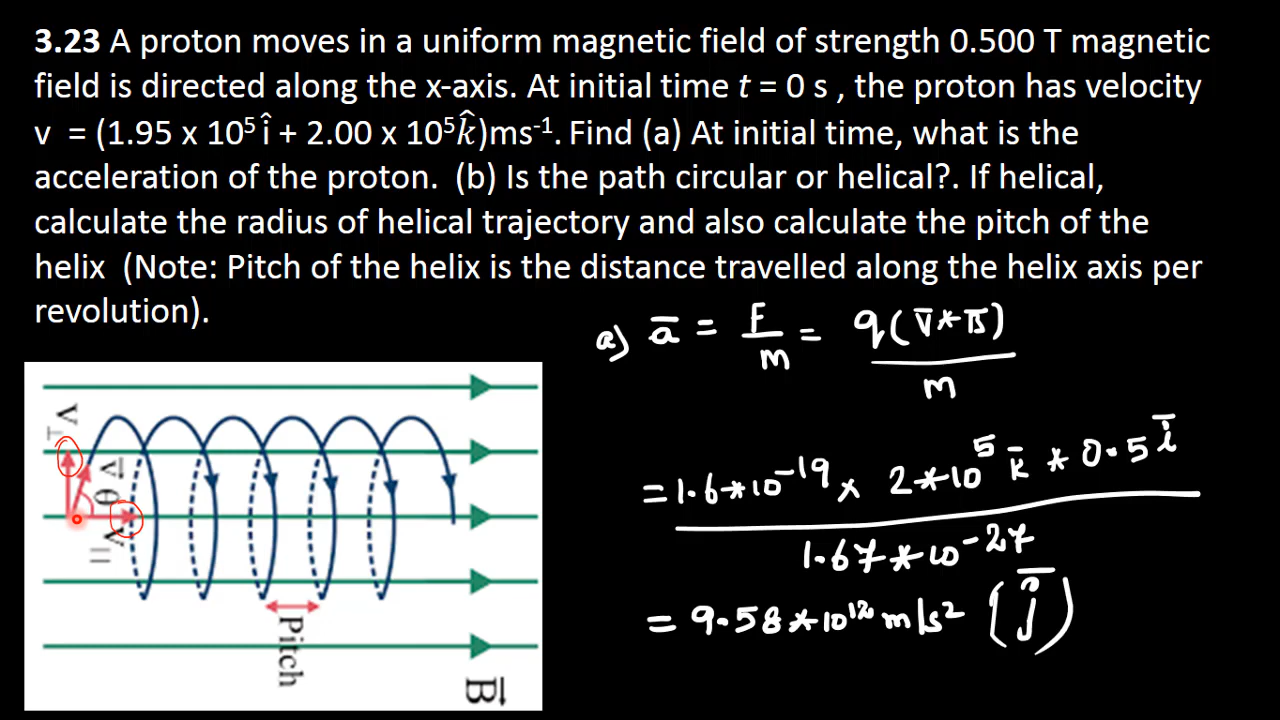 3.23 A proton moves in a uniform magnetic field of strength 0.500 T magnetic
field is directed along the x-axis. At initial time t = 0 s , the proton has velocity
v = (1.95 x 10⁵ î + 2.00 x 10⁵k̂)ms⁻¹. Find (a) At initial time, what is the
acceleration of the proton. (b) Is the path circular or helical?. If helical,
calculate the radius of helical trajectory and also calculate the pitch of the
helix (Note: Pitch of the helix is the distance travelled along the helix axis per
revolution).
a) a̅ = F/m = q(v̅*B̅)/m
= 1.6*10⁻¹⁹ x 2*10⁵ k̅ * 0.5 i̅
1.67*10⁻²⁷
= 9.58*10¹² m/s² (j̅)
V⊥
v⃗
θ
V||
Pitch
B⃗